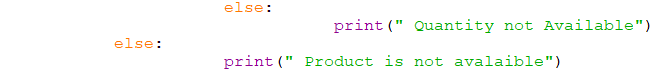 else:
print(" Quantity not Available")
else:
print(" Product is not avalaible")